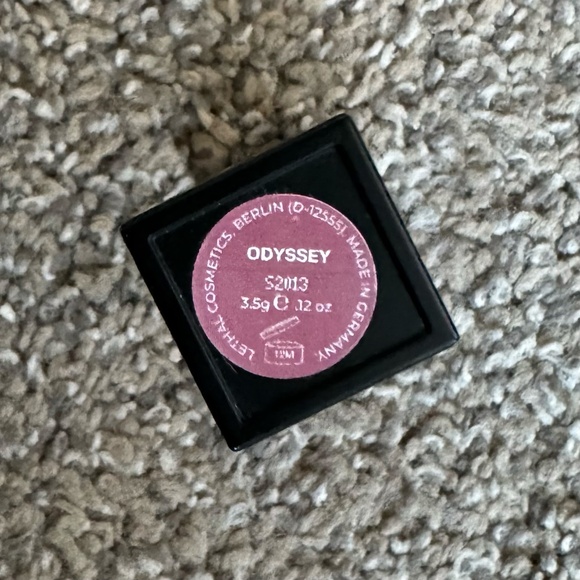 LETHAL COSMETICS, BERLIN (D-12555), MADE IN GERMANY.
ODYSSEY
S2013
3.5g ℮ .12 oz
12M